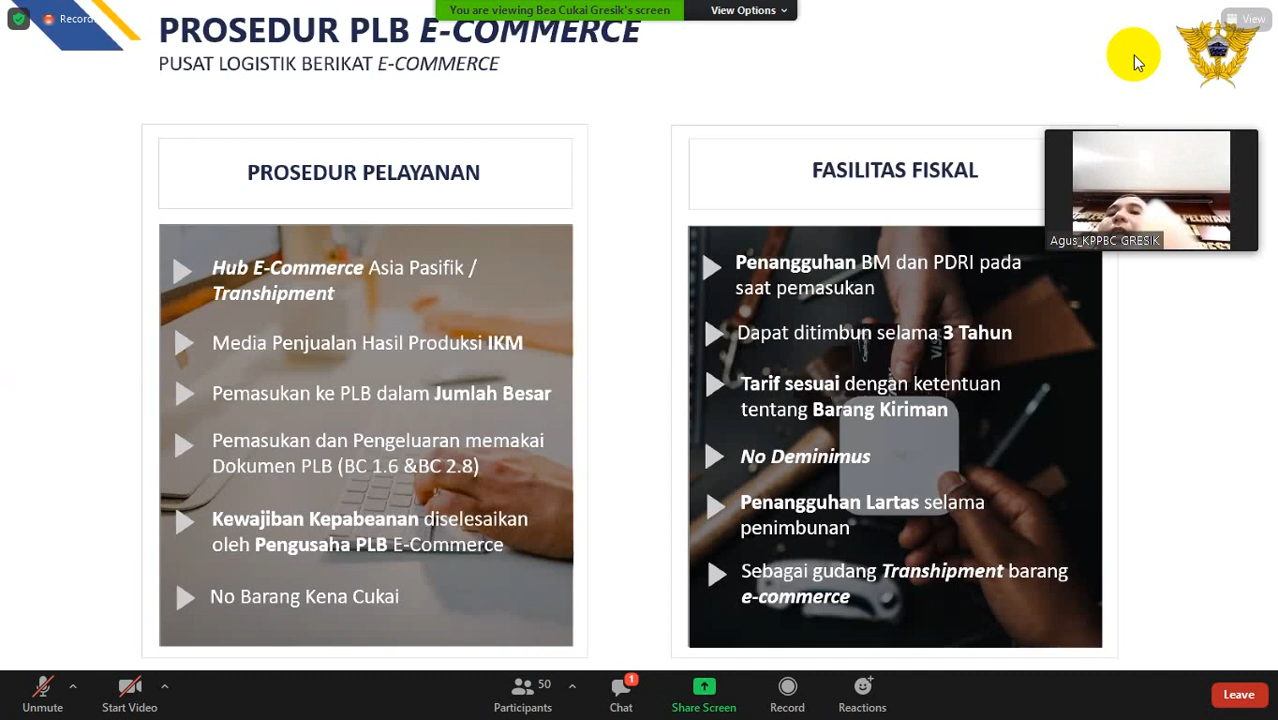 You are viewing Bea Cukai Gresik's screen
View Options
View
PROSEDUR PLB E-COMMERCE
PUSAT LOGISTIK BERIKAT E-COMMERCE
PROSEDUR PELAYANAN
Hub E-Commerce Asia Pasifik /
Transhipment
Media Penjualan Hasil Produksi IKM
Pemasukan ke PLB dalam Jumlah Besar
Pemasukan dan Pengeluaran memakai
Dokumen PLB (BC 1.6 &BC 2.8)
Kewajiban Kepabeanan diselesaikan
oleh Pengusaha PLB E-Commerce
No Barang Kena Cukai
FASILITAS FISKAL
Penangguhan BM dan PDRI pada
saat pemasukan
Dapat ditimbun selama 3 Tahun
Tarif sesuai dengan ketentuan
tentang Barang Kiriman
No Deminimus
Penangguhan Lartas selama
penimbunan
Sebagai gudang Transhipment barang
e-commerce
Agus_KPPBC GRESIK
Unmute
Start Video
50
Participants
1
Chat
Share Screen
Record
Reactions
Leave